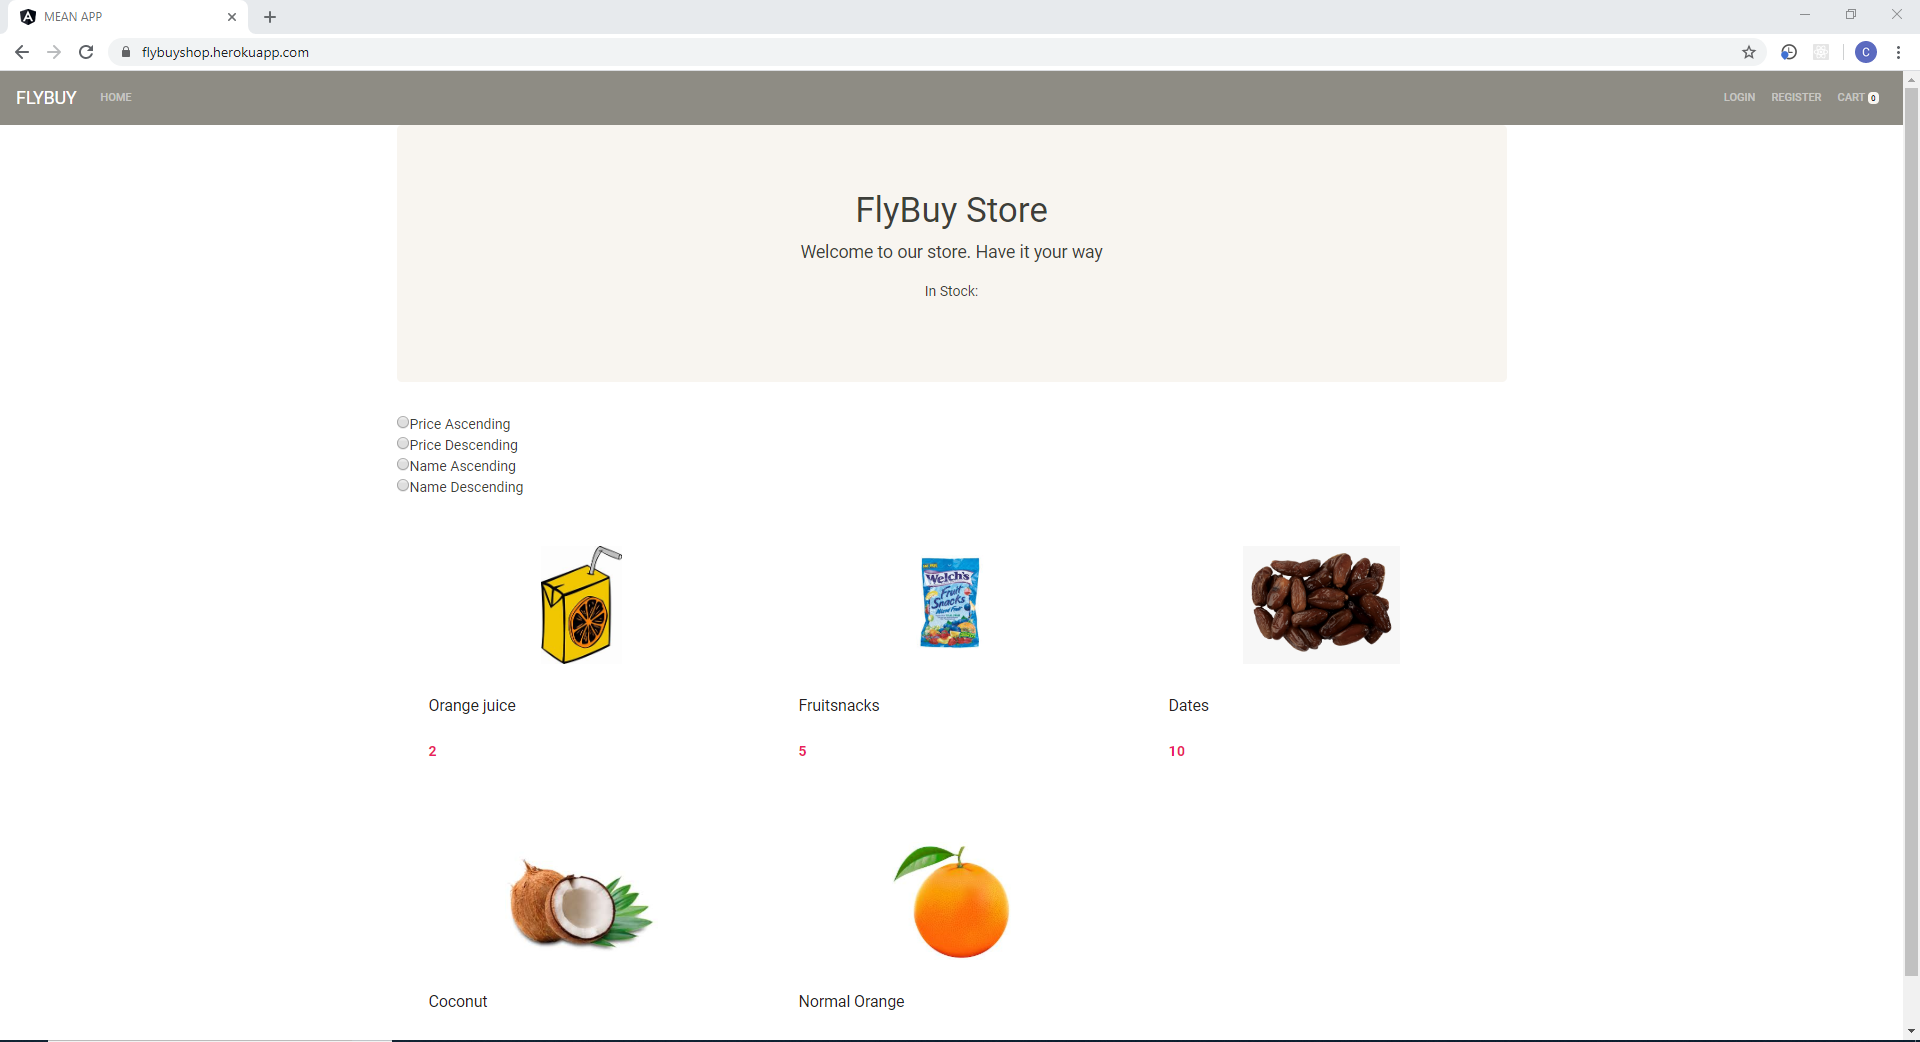 MEAN APP
flybuyshop.herokuapp.com
C
FLYBUY HOME LOGIN REGISTER CART 0
FlyBuy Store
Welcome to our store. Have it your way
In Stock:
Price Ascending
Price Descending
Name Ascending
Name Descending
Welch's
Fruit
Snacks
Mixed Fruit
Orange juice
Fruitsnacks
Dates
2
5
10
Coconut
Normal Orange